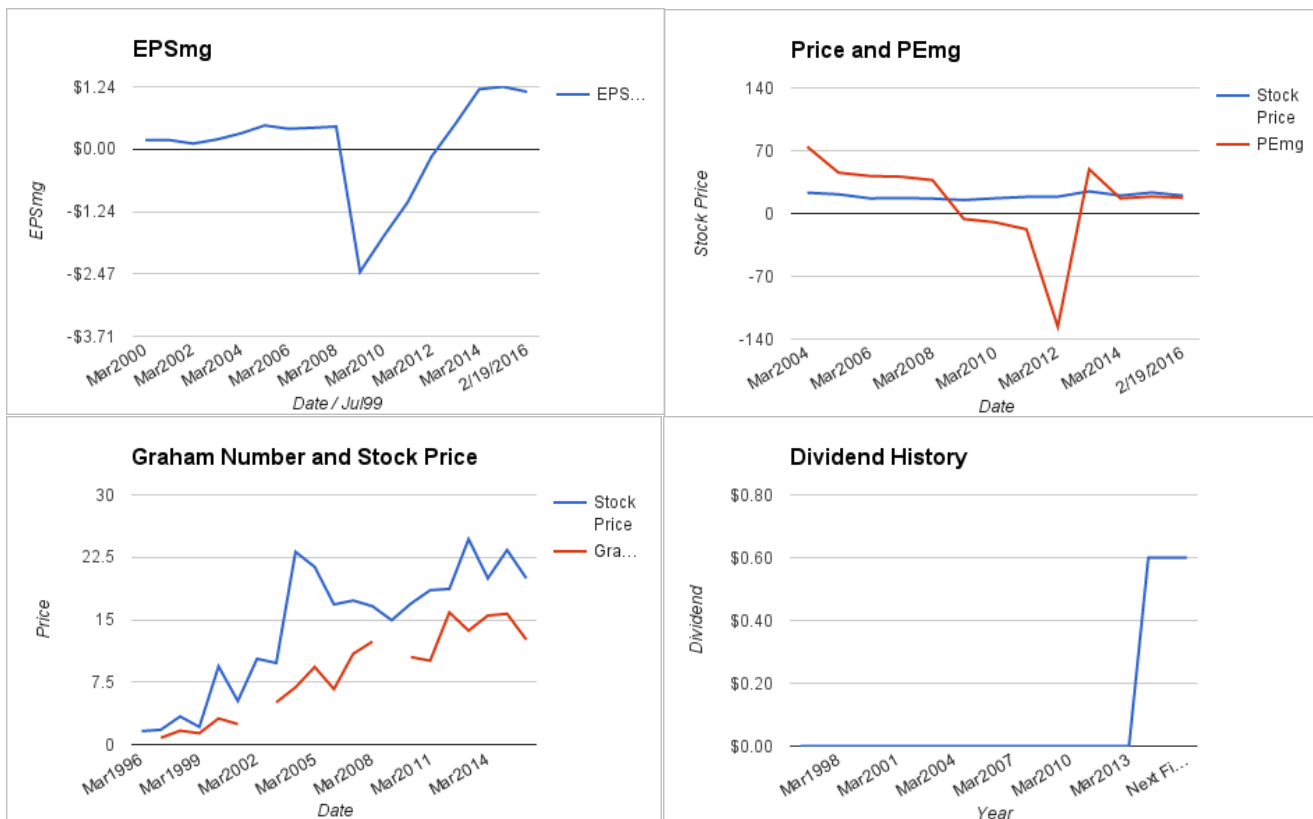 EPSmg
$1.24
$0.00
-$1.24
-$2.47
-$3.71
EPSmg
Mar2000
Mar2002
Mar2004
Mar2006
Mar2008
Mar2010
Mar2012
Mar2014
2/19/2016
Date / Jul99
EPS...
Price and PEmg
140
70
0
-70
-140
Stock Price
Mar2004
Mar2006
Mar2008
Mar2010
Mar2012
Mar2014
2/19/2016
Date
Stock
Price
PEmg
Graham Number and Stock Price
30
22.5
15
7.5
0
Price
Mar1996
Mar1999
Mar2002
Mar2005
Mar2008
Mar2011
Mar2014
Date
Stock
Price
Gra...
Dividend History
$0.80
$0.60
$0.40
$0.20
$0.00
Dividend
Mar1998
Mar2001
Mar2004
Mar2007
Mar2010
Mar2013
Next Fi...
Year